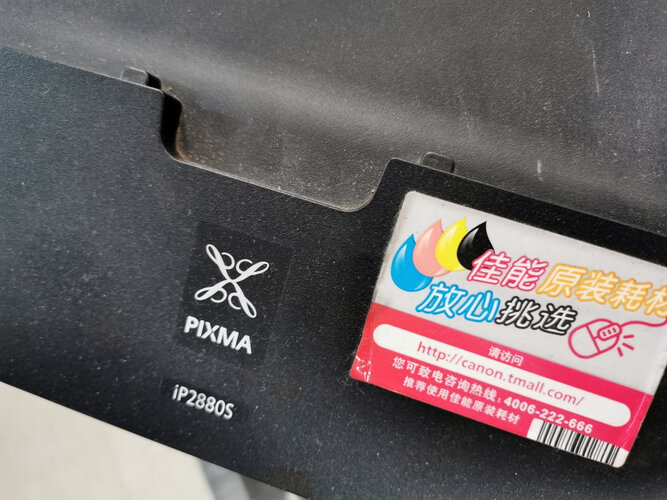 PIXMA
iP2880S
佳能 原装耗材
放心挑选
请访问
http://canon.tmall.com/
您可致电咨询热线: 4006-222-666
推荐使用佳能原装耗材